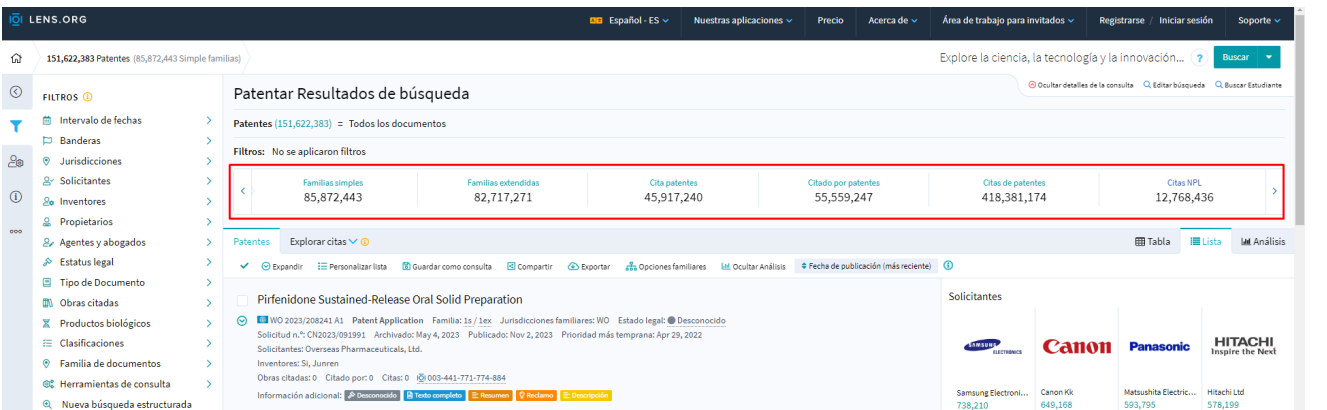 LENS.ORG
Español - ES
Nuestras aplicaciones
Precio
Acerca de
Área de trabajo para invitados
Registrarse / Iniciar sesión
Soporte
151,622,383 Patentes (85,872,443 Simple familias)
Explore la ciencia, la tecnología y la innovación...
?
Buscar
FILTROS
Intervalo de fechas
Banderas
Jurisdicciones
Solicitantes
Inventores
Propietarios
Agentes y abogados
Estatus legal
Tipo de Documento
Obras citadas
Productos biológicos
Clasificaciones
Familia de documentos
Herramientas de consulta
Nueva búsqueda estructurada
Patentar Resultados de búsqueda
Ocultar detalles de la consulta
Editar búsqueda
Buscar Estudiante
Patentes (151,622,383) = Todos los documentos
Filtros: No se aplicaron filtros
Familias simples
85,872,443
Familias extendidas
82,717,271
Cita patentes
45,917,240
Citado por patentes
55,559,247
Citas de patentes
418,381,174
Citas NPL
12,768,436
Patentes
Explorar citas
Tabla
Lista
Análisis
Expandir
Personalizar lista
Guardar como consulta
Compartir
Exportar
Opciones familiares
Ocultar Análisis
Fecha de publicación (más reciente)
Pirfenidone Sustained-Release Oral Solid Preparation
WO 2023/208241 A1 Patent Application Familia: 1s / 1ex Jurisdicciones familiares: WO Estado legal: Desconocido
Solicitud n.º: CN2023/091991 Archivado: May 4, 2023 Publicado: Nov 2, 2023 Prioridad más temprana: Apr 29, 2022
Solicitantes: Overseas Pharmaceuticals, Ltd.
Inventores: Si, Junren
Obras citadas: 0 Citado por: 0 Citas: 0 003-441-771-774-884
Información adicional: Desconocido Texto completo Resumen Reclamo Descripción
Solicitantes
SAMSUNG
ELECTRONICS
Canon
Panasonic
HITACHI
Inspire the Next
Samsung Electroni...
738,210
Canon Kk
649,168
Matsushita Electric...
593,795
Hitachi Ltd
578,199